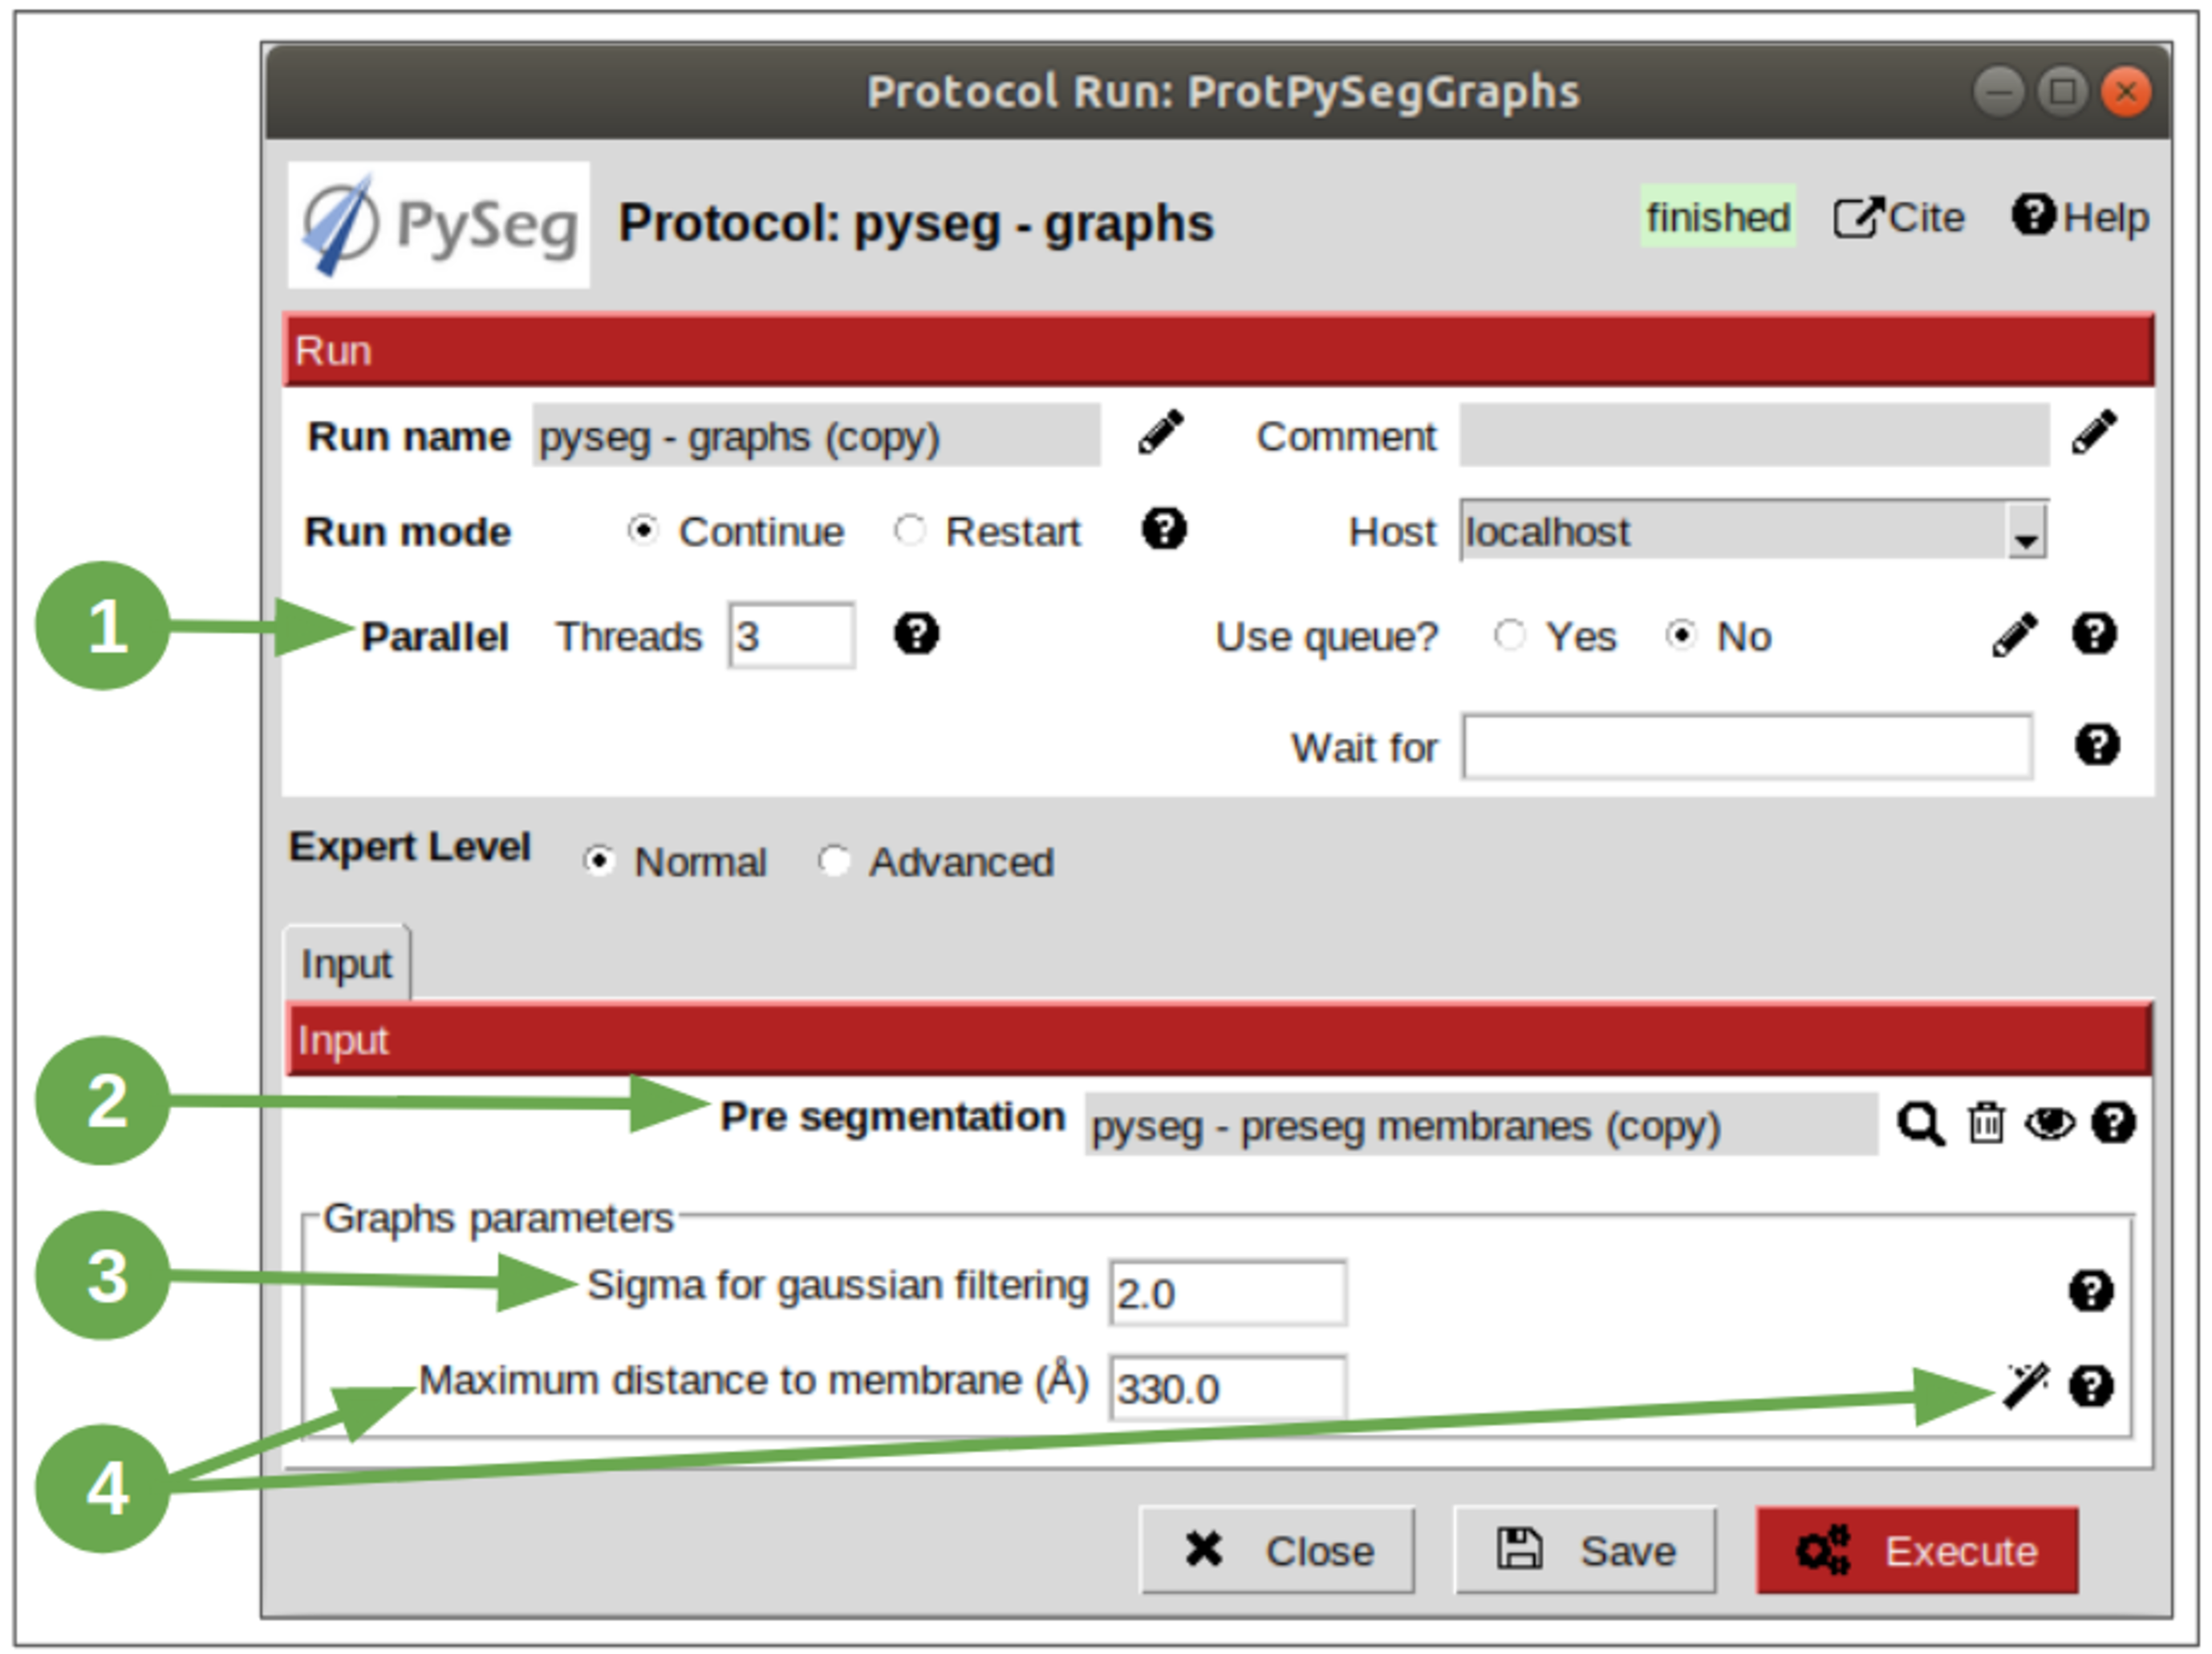 Protocol Run: ProtPySegGraphs
PySeg Protocol: pyseg - graphs finished Cite Help
Run
Run name pyseg - graphs (copy) Comment
Run mode Continue Restart Host localhost
1 Parallel Threads 3 Use queue? Yes No
Wait for
Expert Level Normal Advanced
Input
Input
2 Pre segmentation pyseg - preseg membranes (copy)
Graphs parameters
3 Sigma for gaussian filtering 2.0
Maximum distance to membrane (Å) 330.0
4
Close Save Execute